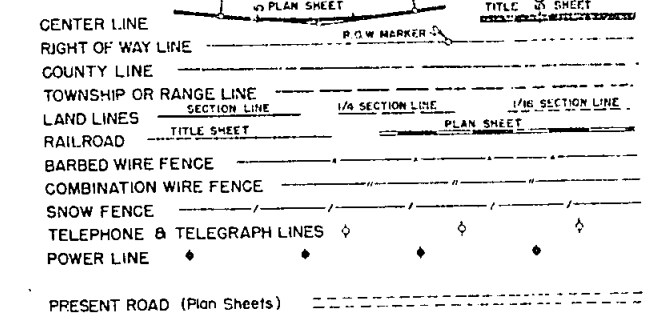 PLAN SHEET TITLE SHEET
CENTER LINE
R.O.W MARKER
RIGHT OF WAY LINE
COUNTY LINE
TOWNSHIP OR RANGE LINE
LAND LINES SECTION LINE 1/4 SECTION LINE 1/16 SECTION LINE
RAILROAD TITLE SHEET PLAN SHEET
BARBED WIRE FENCE
COMBINATION WIRE FENCE
SNOW FENCE
TELEPHONE & TELEGRAPH LINES
POWER LINE
PRESENT ROAD (Plan Sheets)